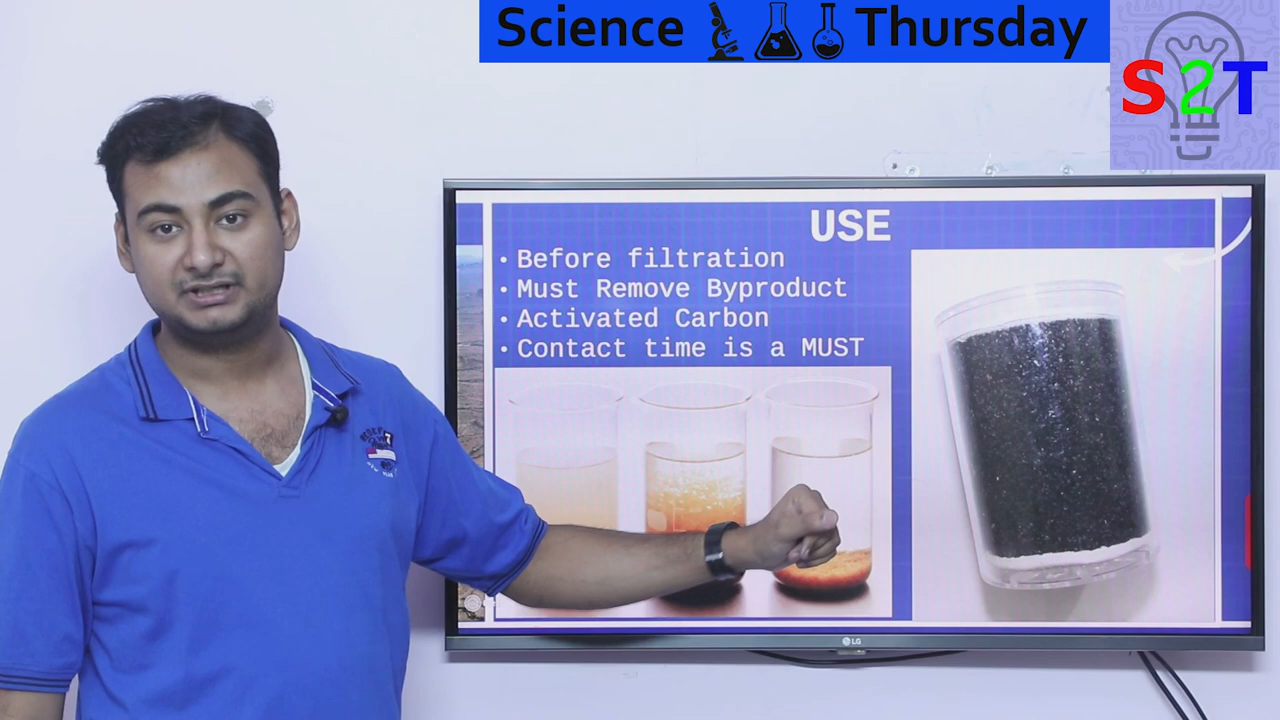 Science Thursday
S2T
USE
• Before filtration
• Must Remove Byproduct
• Activated Carbon
• Contact time is a MUST
LG